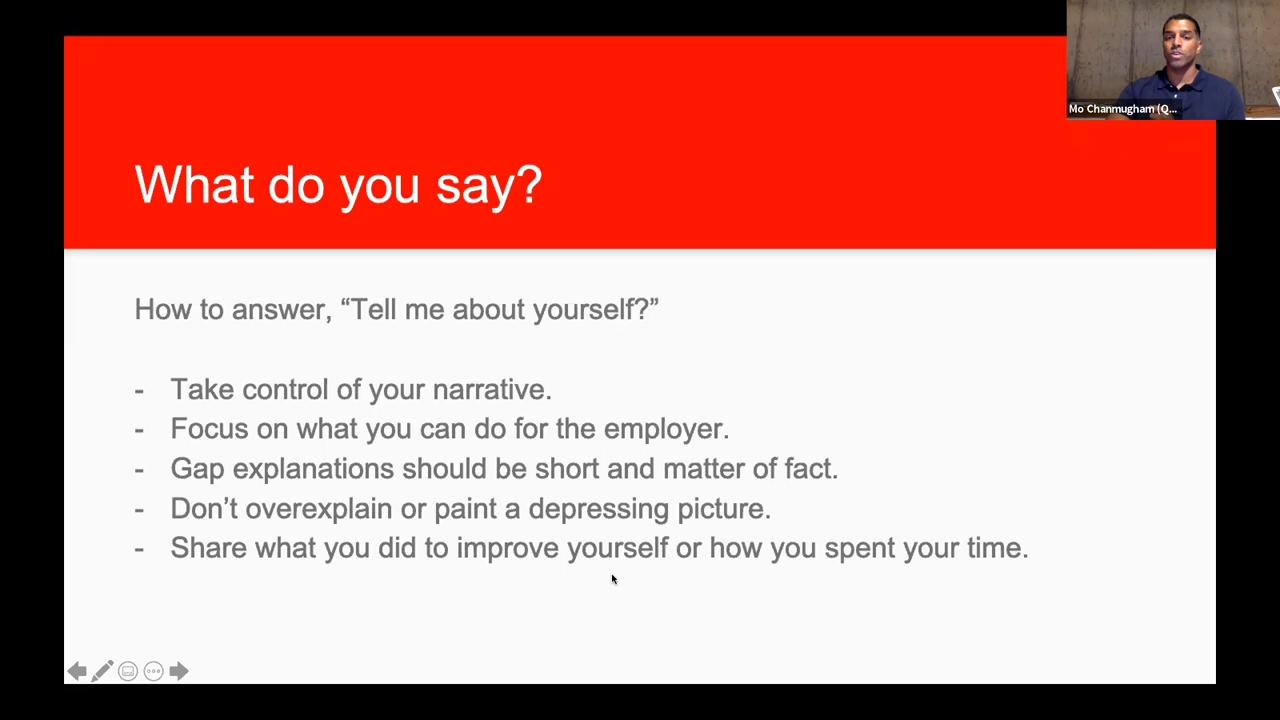 Mo Chanmugham (Q...
What do you say?
How to answer, “Tell me about yourself?”
- Take control of your narrative.
- Focus on what you can do for the employer.
- Gap explanations should be short and matter of fact.
- Don’t overexplain or paint a depressing picture.
- Share what you did to improve yourself or how you spent your time.